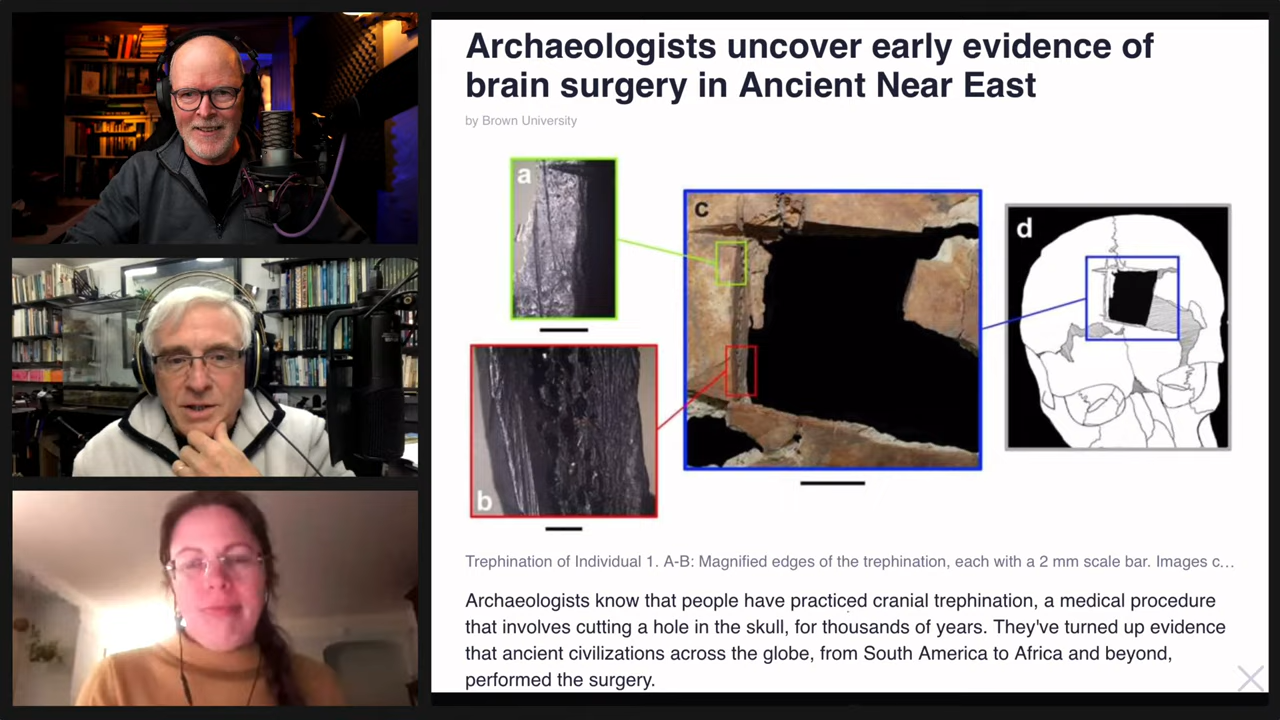 Archaeologists uncover early evidence of
brain surgery in Ancient Near East
by Brown University
a
b
c
d
Trephination of Individual 1. A-B: Magnified edges of the trephination, each with a 2 mm scale bar. Images c...
Archaeologists know that people have practiced cranial trephination, a medical procedure
that involves cutting a hole in the skull, for thousands of years. They've turned up evidence
that ancient civilizations across the globe, from South America to Africa and beyond,
performed the surgery.